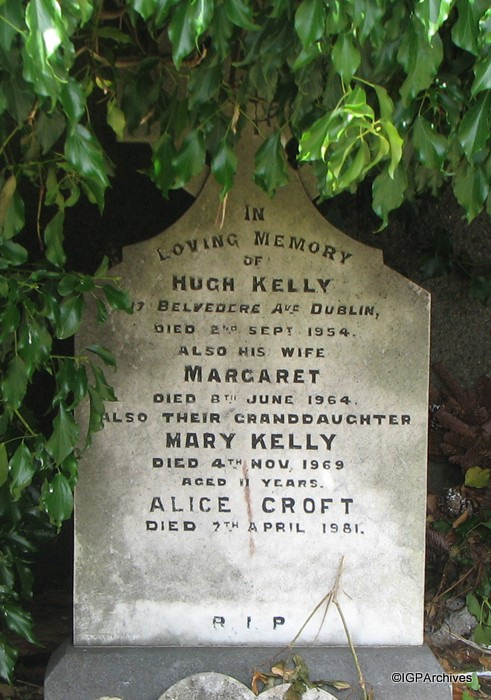 IN
LOVING MEMORY
OF
HUGH KELLY
17 BELVEDERE AVE DUBLIN,
DIED 2ND SEPT 1954.
ALSO HIS WIFE
MARGARET
DIED 8TH JUNE 1964.
ALSO THEIR GRANDDAUGHTER
MARY KELLY
DIED 4TH NOV, 1969
AGED 11 YEARS.
ALICE CROFT
DIED 7TH APRIL 1981.
R I P
©IGPArchives